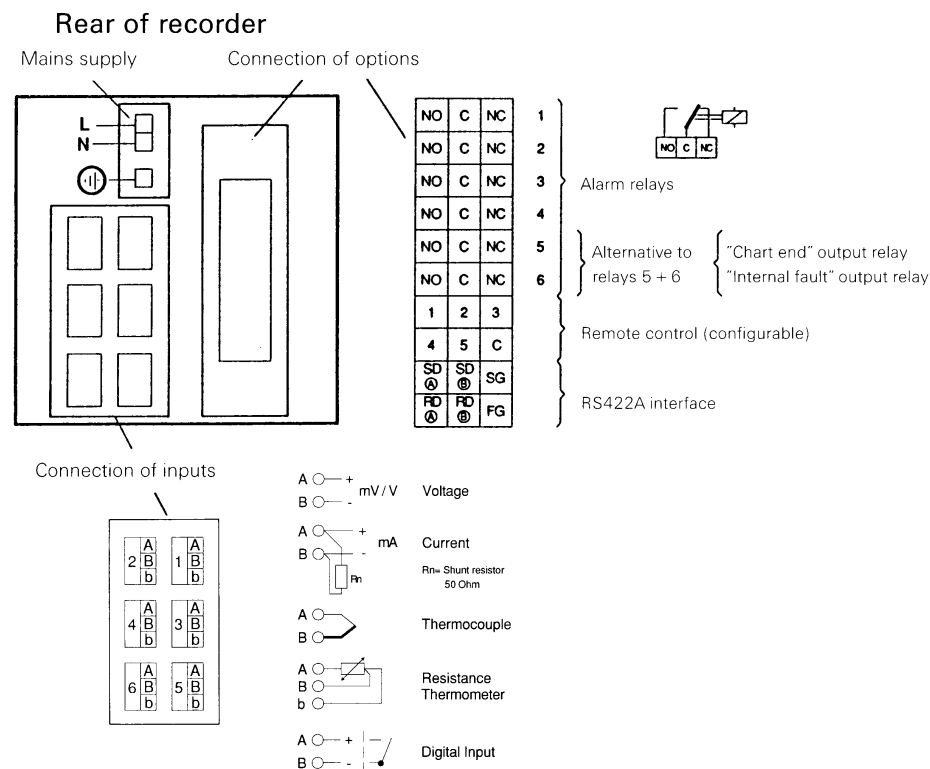 Rear of recorder
Mains supply
Connection of options
L
N
NO C NC 1
NO C NC 2
NO C NC 3
NO C NC 4
NO C NC 5
NO C NC 6
1 2 3
4 5 C
SD SD SG
A B
RD RD FG
A B
NO C NC
Alarm relays
Alternative to
relays 5 + 6
"Chart end" output relay
"Internal fault" output relay
Remote control (configurable)
RS422A interface
Connection of inputs
2 A B b
1 A B b
4 A B b
3 A B b
6 A B b
5 A B b
A + mV / V Voltage
B -
A + mA Current
B -
Rn
Rn= Shunt resistor
50 Ohm
A
B
Thermocouple
A
B
b
Resistance
Thermometer
A +
B -
Digital Input